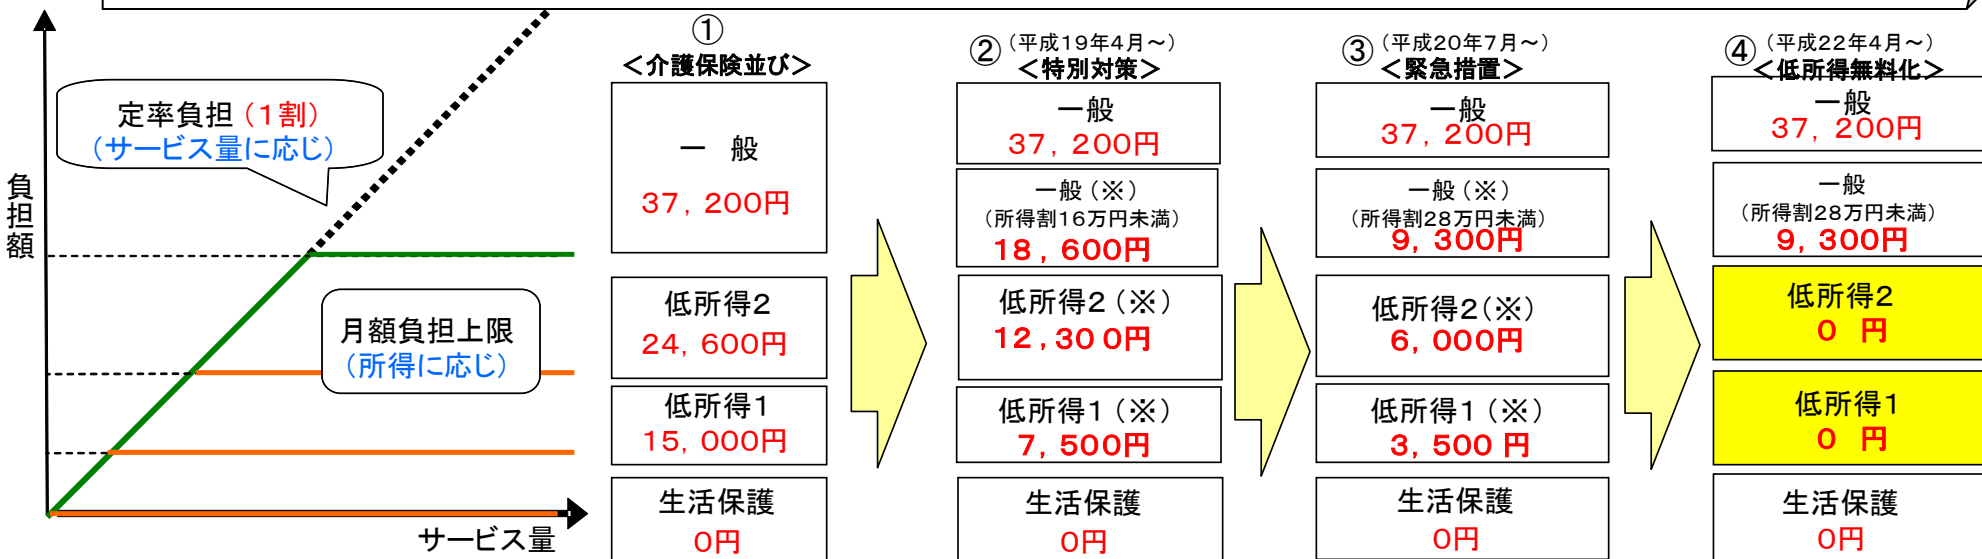 負担額
定率負担（１割）
（サービス量に応じ）
月額負担上限
（所得に応じ）
サービス量
①
＜介護保険並び＞
一　般
37，200円
低所得2
24，600円
低所得1
15，000円
生活保護
0円
②（平成19年4月～）
＜特別対策＞
一般
37，200円
一般（※）
（所得割16万円未満）
18，600円
低所得2（※）
12，300円
低所得1（※）
7，500円
生活保護
0円
③（平成20年7月～）
＜緊急措置＞
一般
37，200円
一般（※）
（所得割28万円未満）
9，300円
低所得2（※）
6，000円
低所得1（※）
3，500円
生活保護
0円
④（平成22年4月～）
＜低所得無料化＞
一般
37，200円
一般
（所得割28万円未満）
9，300円
低所得2
0　円
低所得1
0　円
生活保護
0円